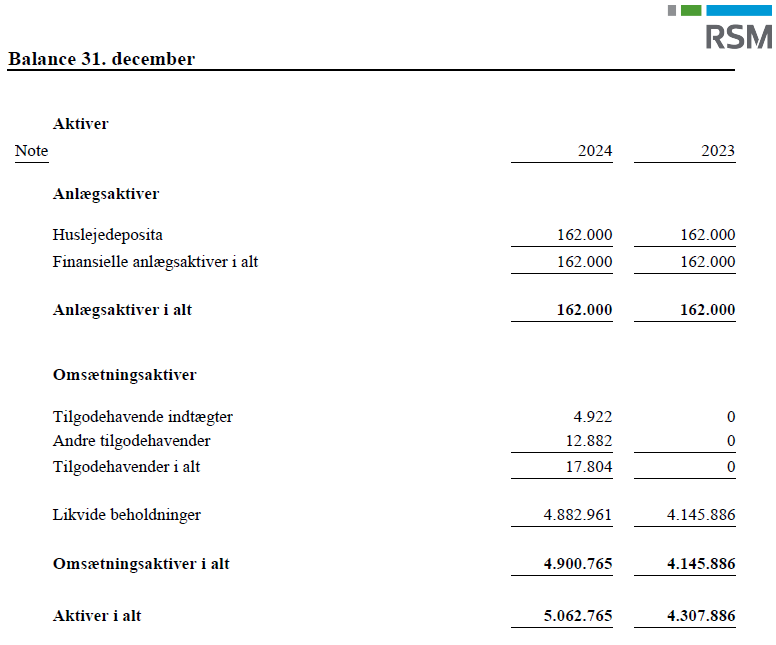 RSM
Balance 31. december
Aktiver
Note 2024 2023
Anlægsaktiver
Huslejedeposita 162.000 162.000
Finansielle anlægsaktiver i alt 162.000 162.000
Anlægsaktiver i alt 162.000 162.000
Omsætningsaktiver
Tilgodehavende indtægter 4.922 0
Andre tilgodehavender 12.882 0
Tilgodehavender i alt 17.804 0
Likvide beholdninger 4.882.961 4.145.886
Omsætningsaktiver i alt 4.900.765 4.145.886
Aktiver i alt 5.062.765 4.307.886